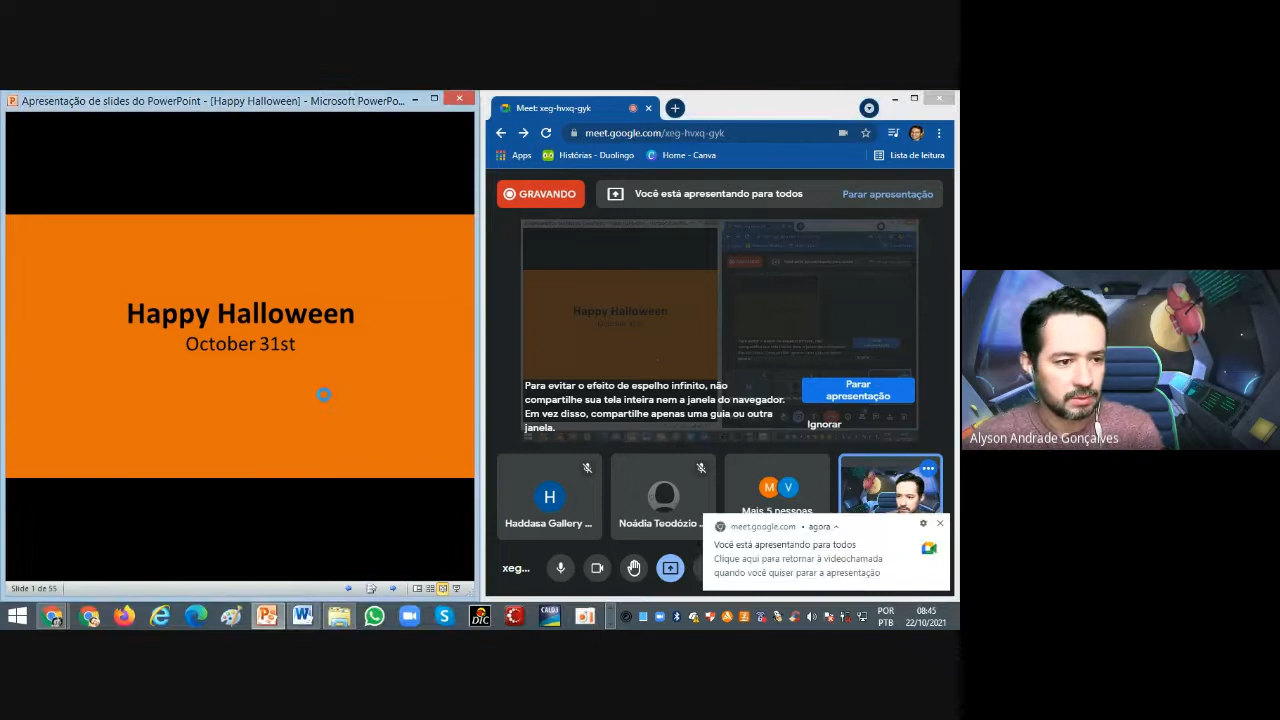 Apresentação de slides do PowerPoint - [Happy Halloween] - Microsoft PowerPo...
Happy Halloween
October 31st
Slide 1 de 55
Meet: xeg-hvxq-gyk
meet.google.com/xeg-hvxq-gyk
Apps
Histórias - Duolingo
Home - Canva
Lista de leitura
GRAVANDO
Você está apresentando para todos
Parar apresentação
Happy Halloween
Para evitar o efeito de espelho infinito, não
compartilhe sua tela inteira nem a janela do navegador.
Em vez disso, compartilhe apenas uma guia ou outra
janela.
Parar
apresentação
Ignorar
H
Haddasa Gallery ...
Noádia Teodózio
M V
Mais 5 pessoas
xeg...
meet.google.com • agora
Você está apresentando para todos
Clique aqui para retornar à videochamada
quando você quiser parar a apresentação
DIC
POR
PTB
08:45
22/10/2021
Alyson Andrade Gonçalves